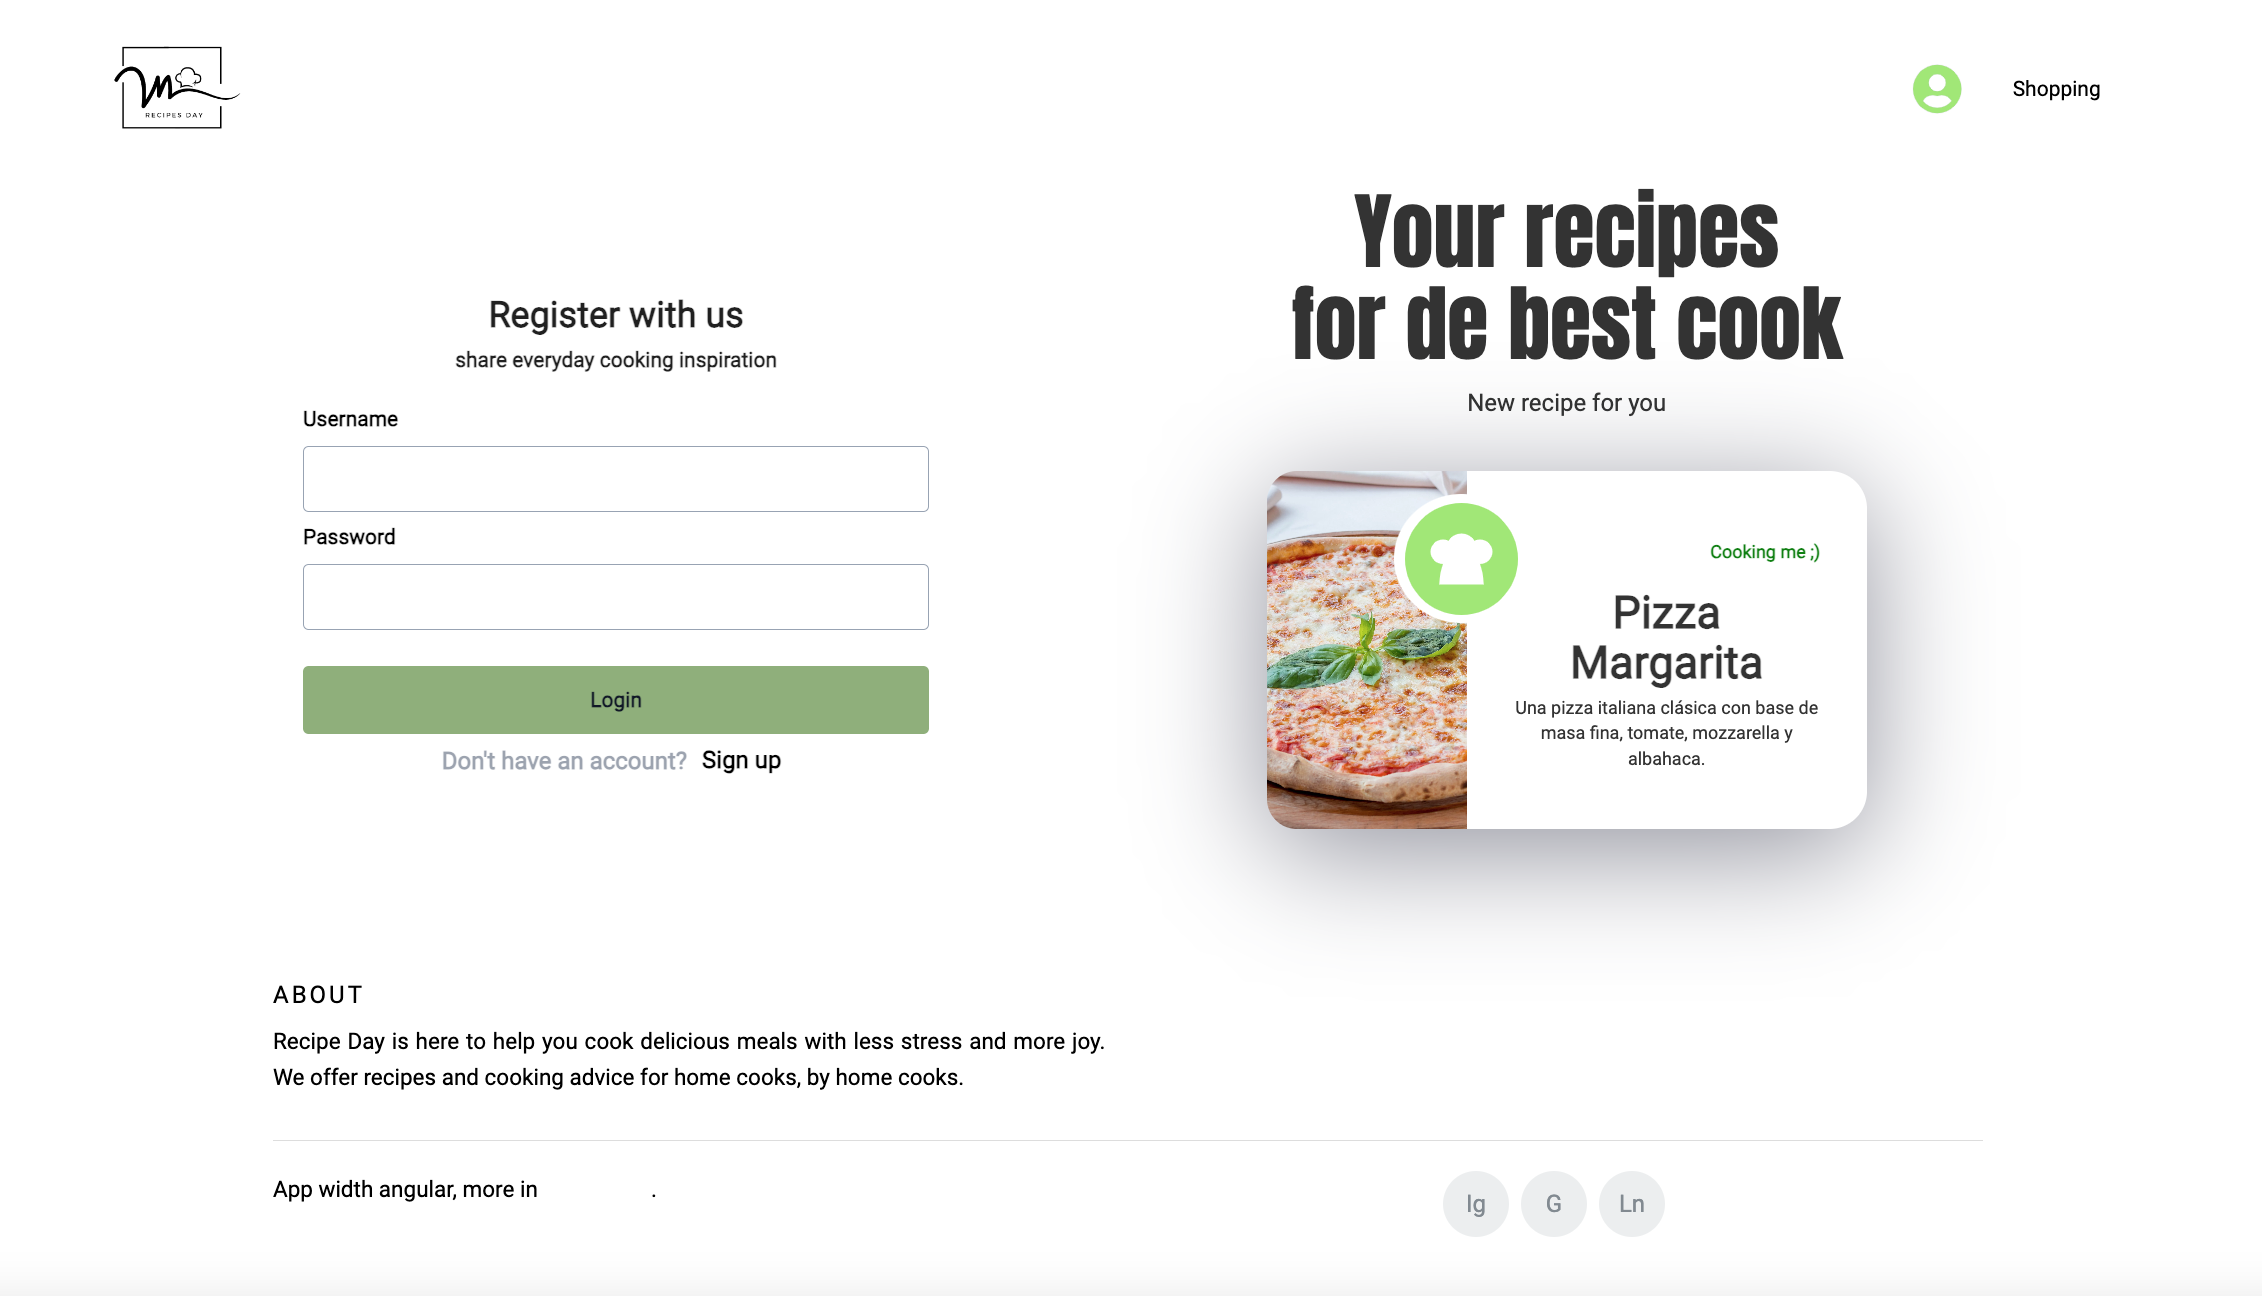 RECIPES DAY
Shopping
Register with us
share everyday cooking inspiration
Username
Password
Login
Don't have an account? Sign up
Your recipes
for de best cook
New recipe for you
Cooking me ;)
Pizza
Margarita
Una pizza italiana clásica con base de
masa fina, tomate, mozzarella y
albahaca.
ABOUT
Recipe Day is here to help you cook delicious meals with less stress and more joy.
We offer recipes and cooking advice for home cooks, by home cooks.
App width angular, more in .
Ig
G
Ln